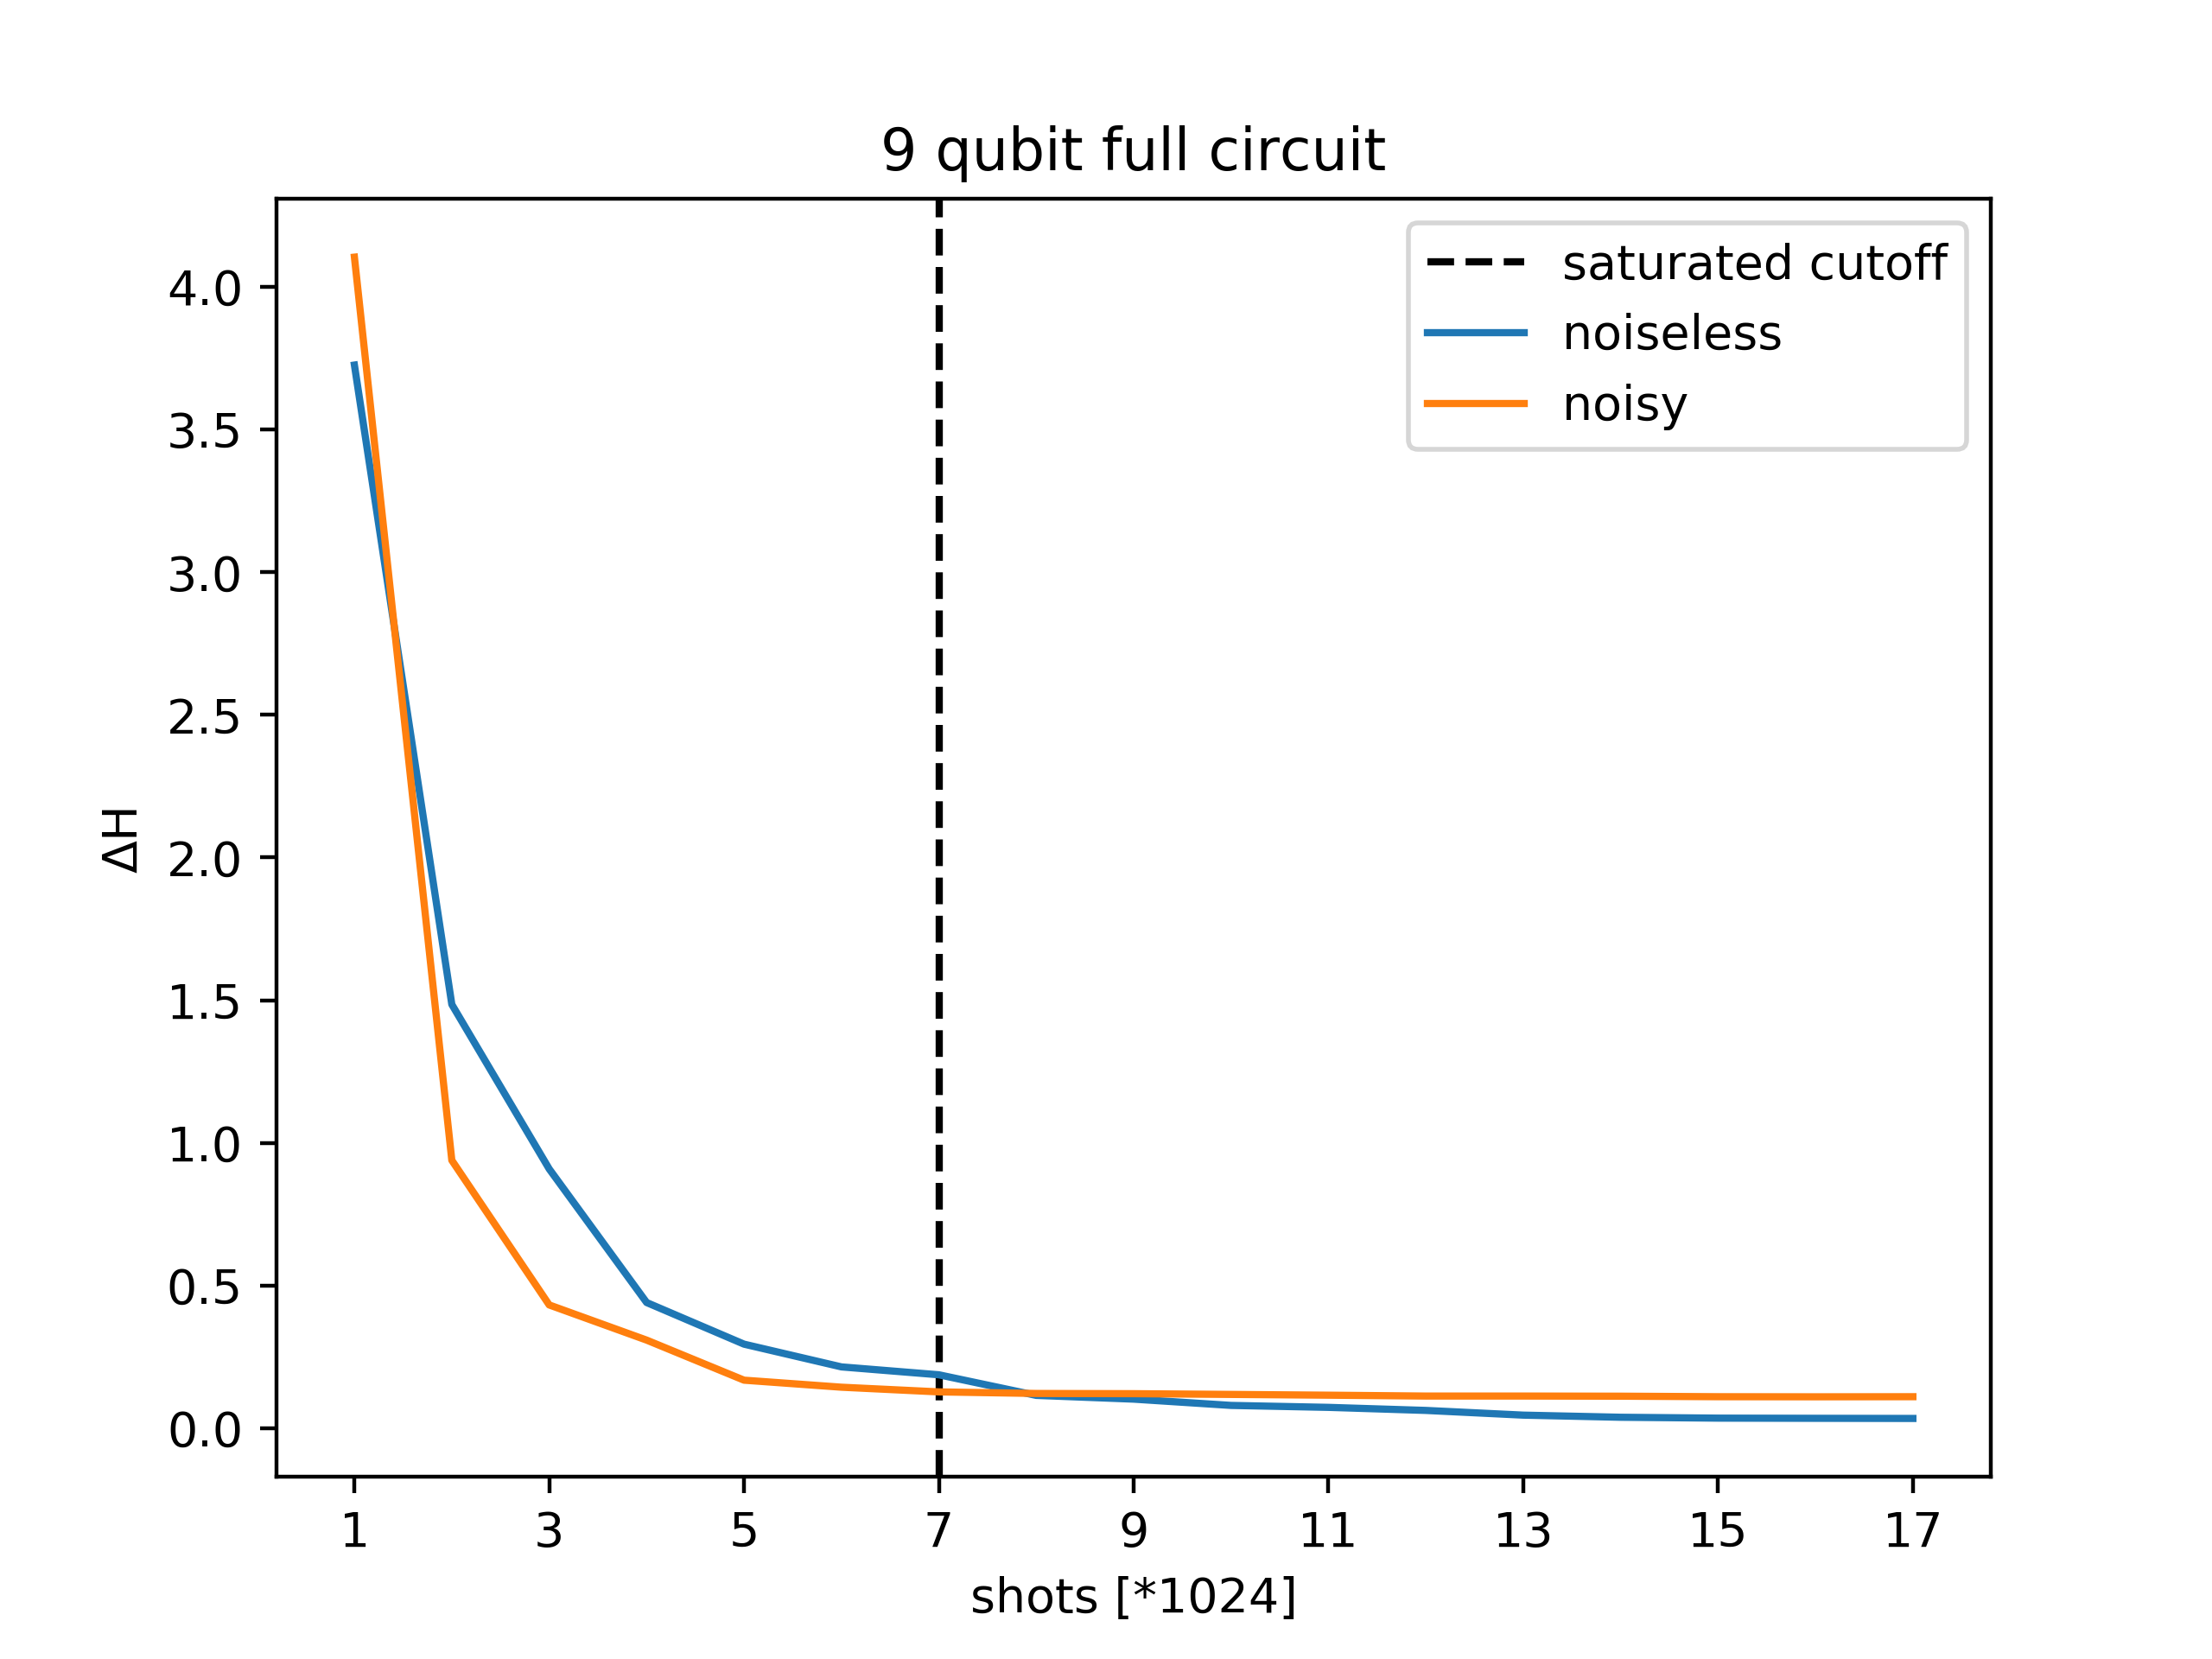 9 qubit full circuit
saturated cutoff
noiseless
noisy
4.0
3.5
3.0
2.5
2.0
1.5
1.0
0.5
0.0
ΔH
1 3 5 7 9 11 13 15 17
shots [*1024]